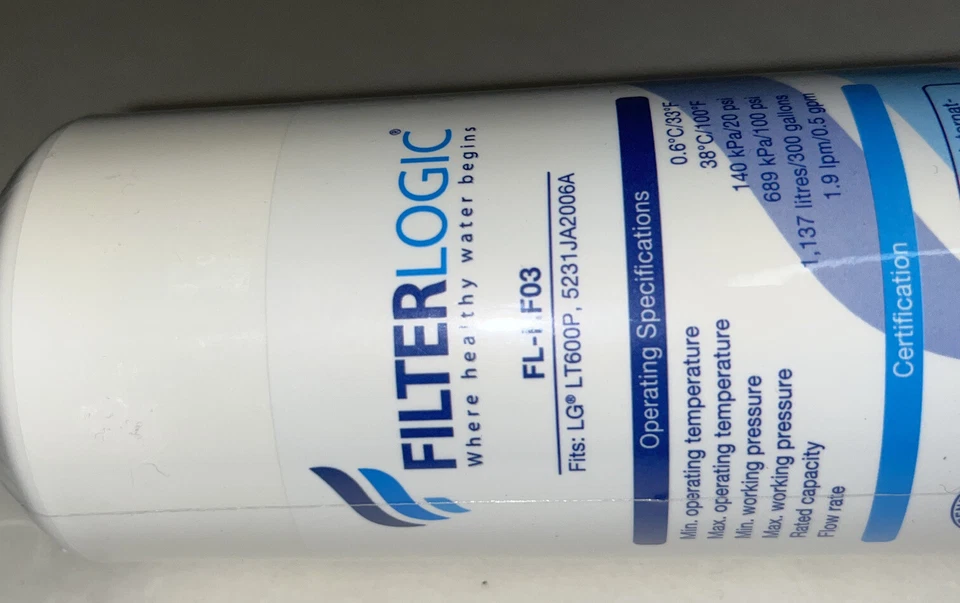 FILTERLOGIC®
Where healthy water begins
Fits: LG® LT600P, 5231JA2006A
Operating Specifications
Min. operating temperature 0.6°C/33°F
Max. operating temperature 38°C/100°F
Min. working pressure 140 kPa/20 psi
Max. working pressure 689 kPa/100 psi
Rated capacity 1,137 litres/300 gallons
Flow rate 1.9 lpm/0.5 gpm
Certification